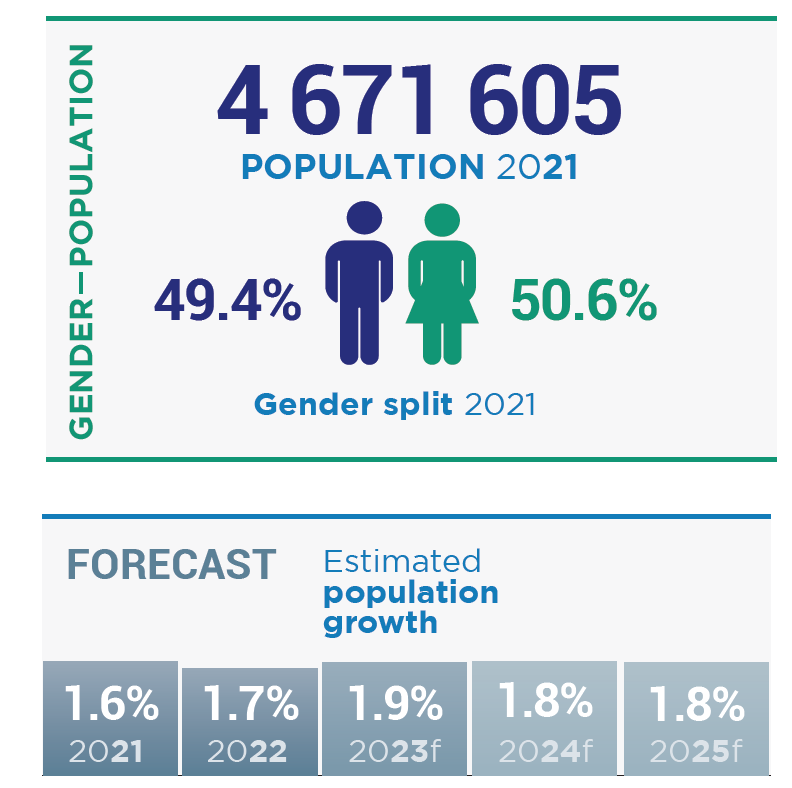 GENDER—POPULATION
4 671 605
POPULATION 2021
49.4%
50.6%
Gender split 2021
FORECAST
Estimated
population
growth
1.6%
2021
1.7%
2022
1.9%
2023f
1.8%
2024f
1.8%
2025f